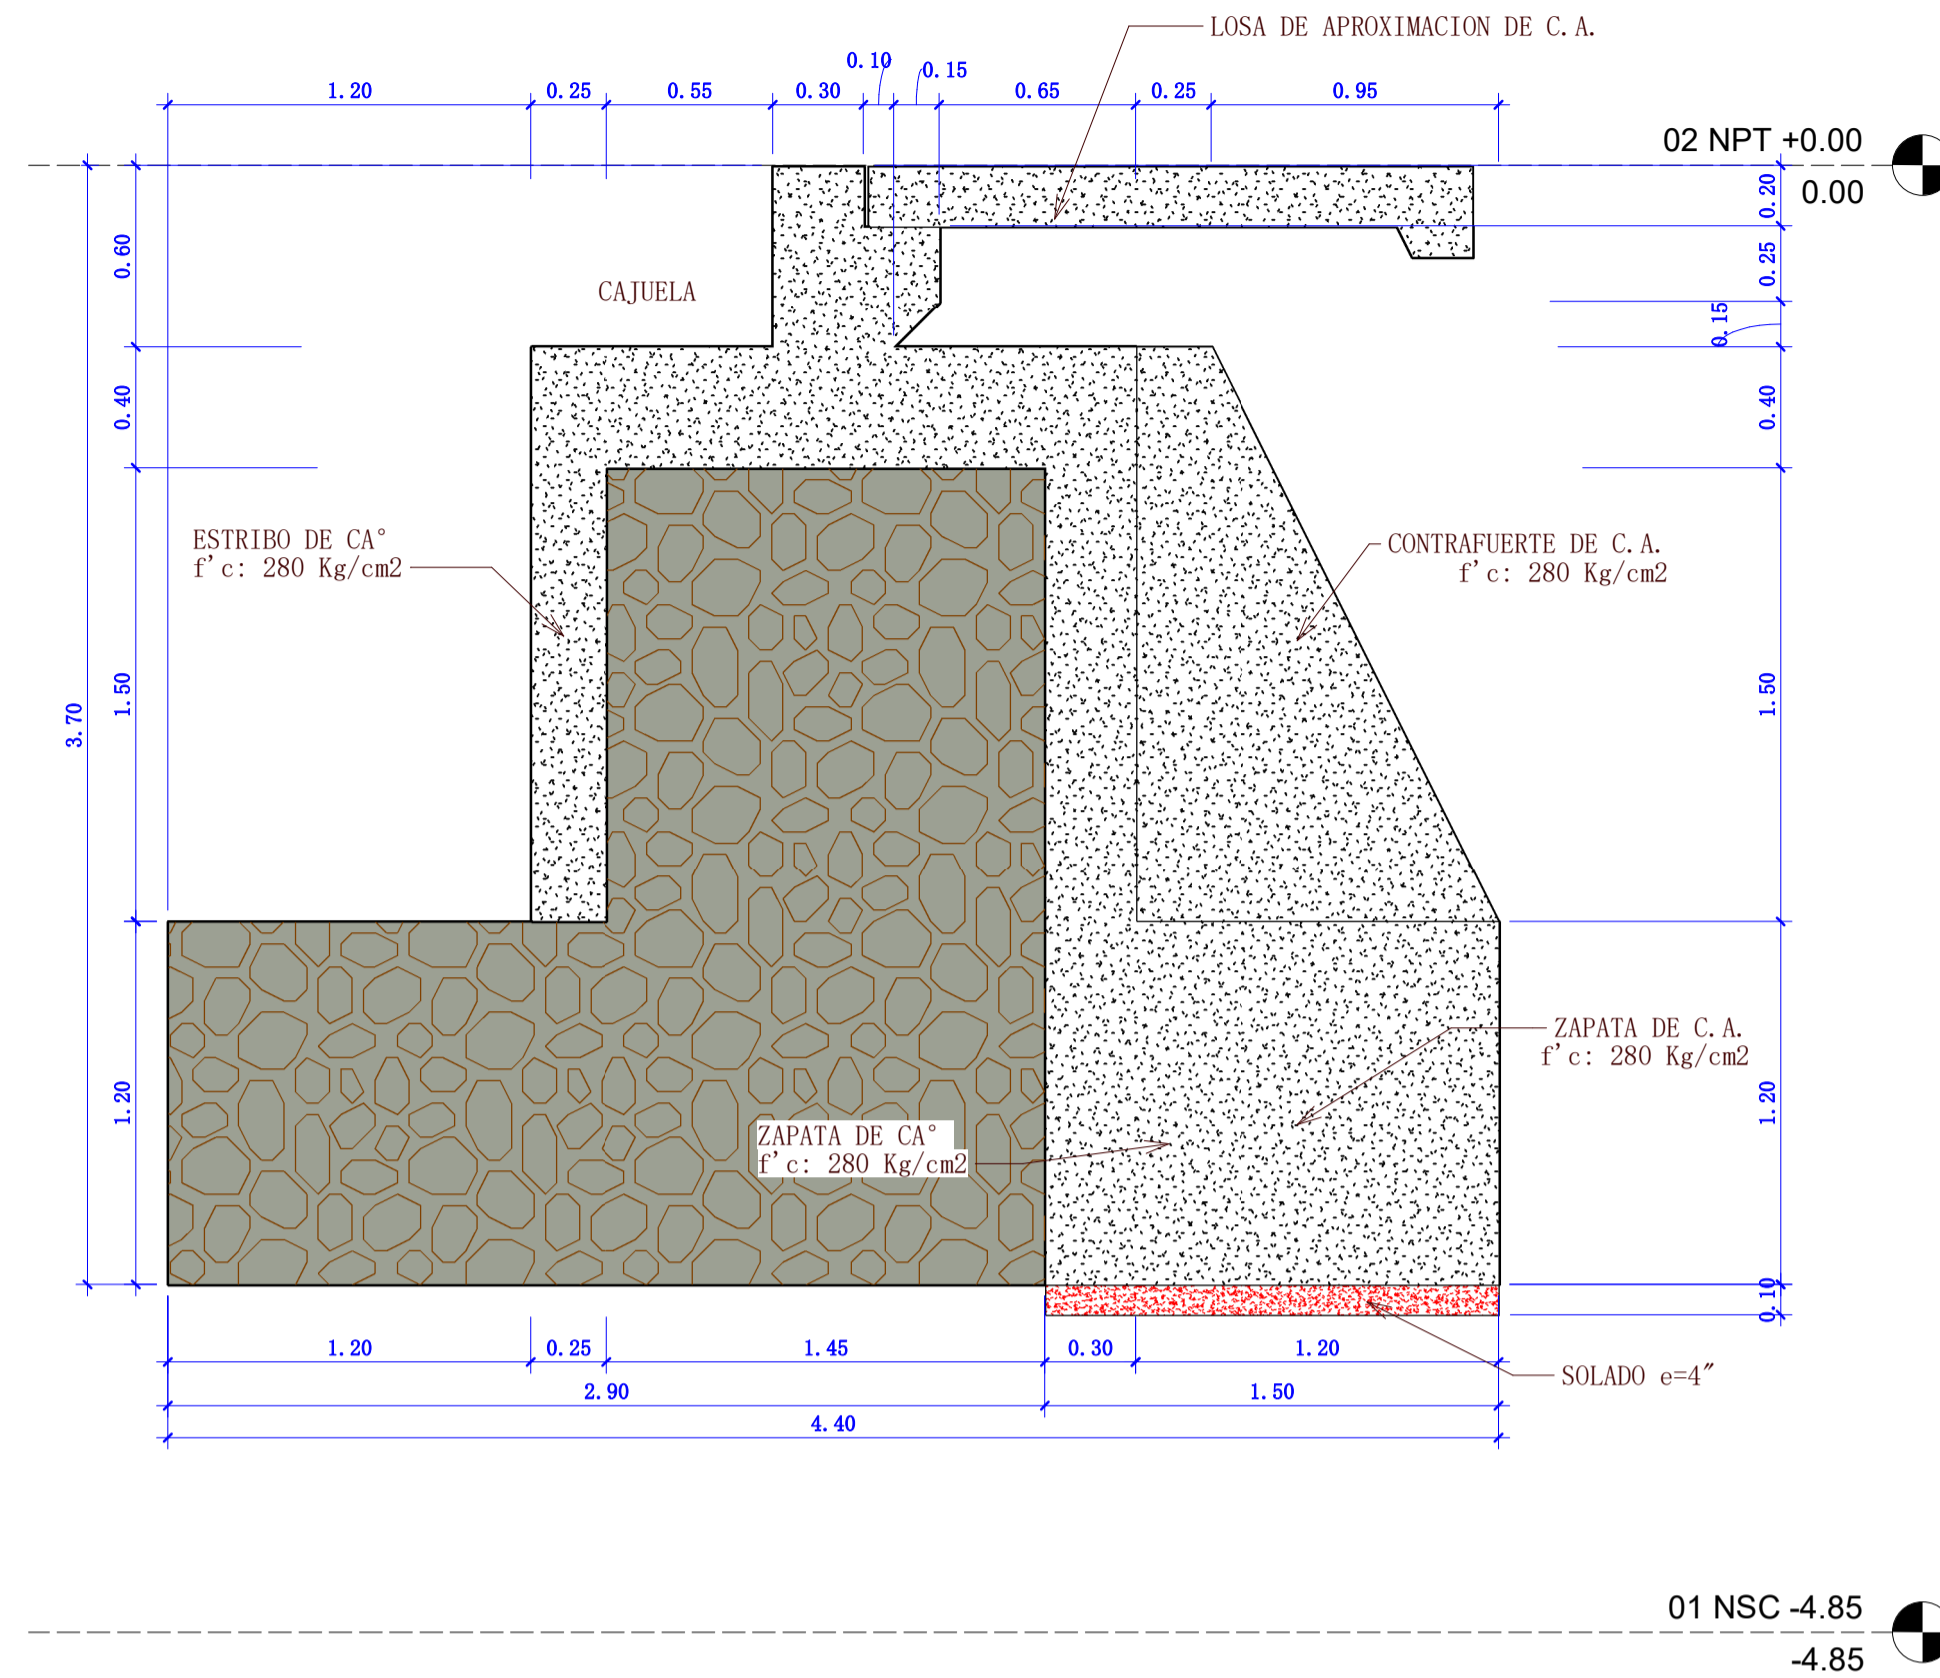 LOSA DE APROXIMACION DE C.A.
0.10
0.15
1.20
0.25
0.55
0.30
0.65
0.25
0.95
02 NPT +0.00
0.00
0.20
0.60
0.25
CAJUELA
0.15
0.40
0.40
ESTRIBO DE CA°
f'c: 280 Kg/cm2
CONTRAFUERTE DE C.A.
f'c: 280 Kg/cm2
3.70
1.50
1.50
ZAPATA DE C.A.
f'c: 280 Kg/cm2
1.20
1.20
ZAPATA DE CA°
f'c: 280 Kg/cm2
0.10
1.20
0.25
1.45
0.30
1.20
SOLADO e=4"
2.90
1.50
4.40
01 NSC -4.85
-4.85